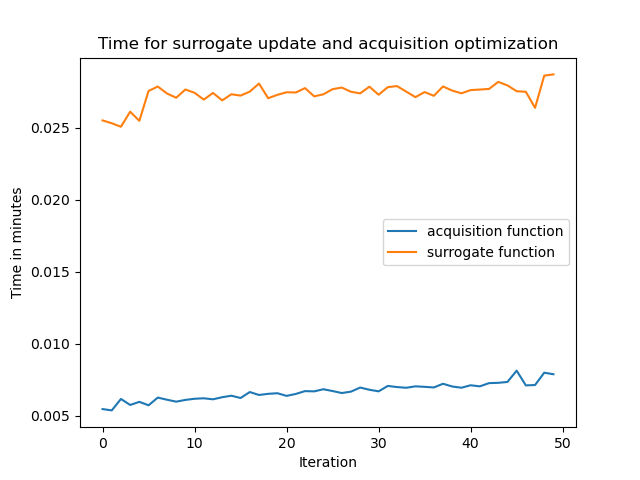 Time for surrogate update and acquisition optimization
Time in minutes
0.025
0.020
0.015
0.010
0.005
acquisition function
surrogate function
0 10 20 30 40 50
Iteration